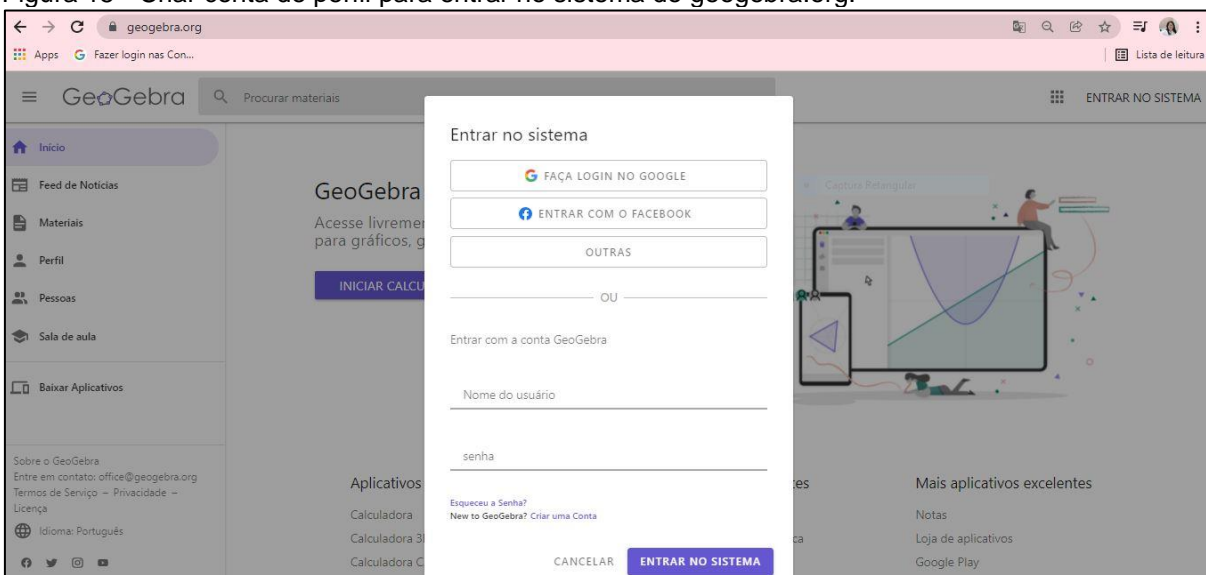 Figura 18 - Criar conta do perfil para entrar no sistema do geogebra.org.
geogebra.org
Apps
Fazer login nas Con...
Lista de leitura
GeoGebra
Procurar materiais
ENTRAR NO SISTEMA
Início
Feed de Notícias
Materiais
Perfil
Pessoas
Sala de aula
Baixar Aplicativos
Sobre o GeoGebra
Entre em contato: office@geogebra.org
Termos de Serviço – Privacidade –
Licença
Idioma: Português
GeoGebra
Acesse livremen
para gráficos, g
INICIAR CALCU
Captura Retangular
Entrar no sistema
FAÇA LOGIN NO GOOGLE
ENTRAR COM O FACEBOOK
OUTRAS
OU
Entrar com a conta GeoGebra
Nome do usuário
senha
Esqueceu a Senha?
New to GeoGebra? Criar uma Conta
CANCELAR
ENTRAR NO SISTEMA
Aplicativos
Calculadora
Calculadora 3
Calculadora C
tes
ca
Mais aplicativos excelentes
Notas
Loja de aplicativos
Google Play